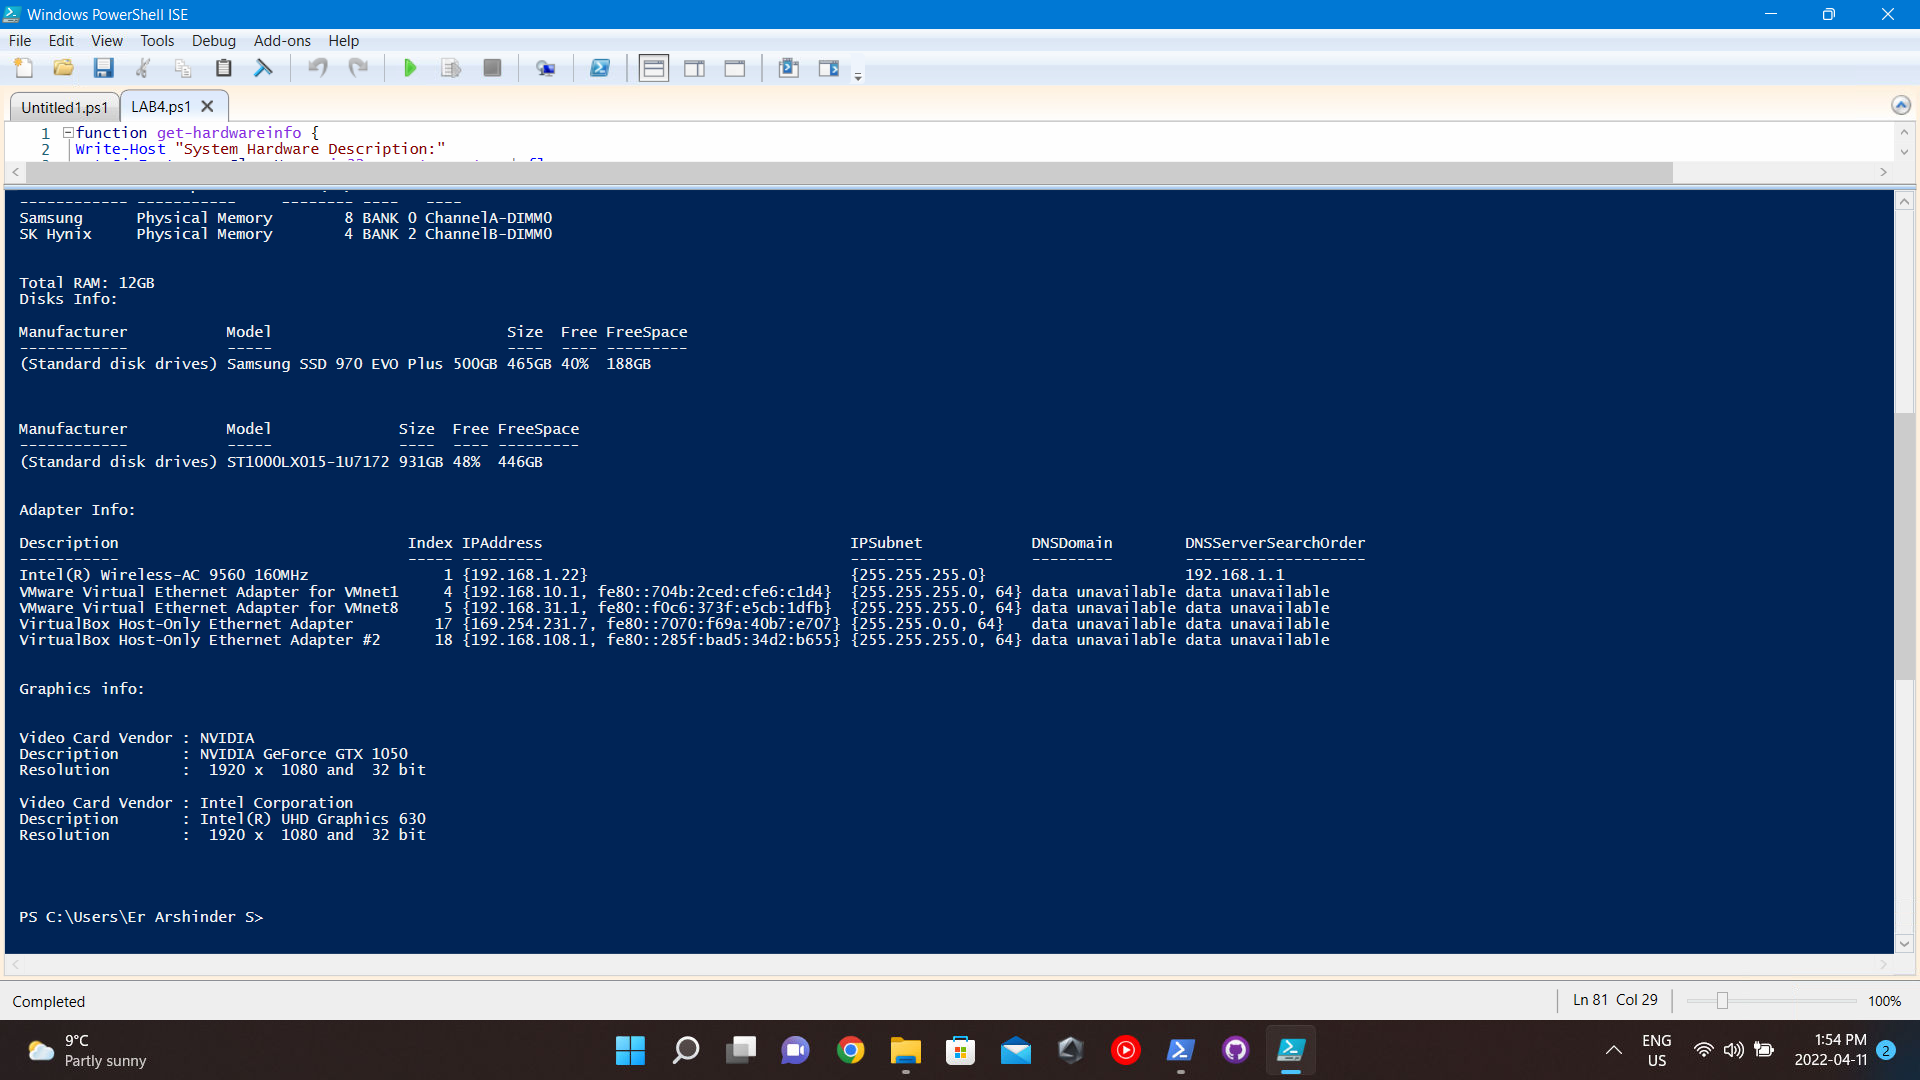 Windows PowerShell ISE
File Edit View Tools Debug Add-ons Help
Untitled1.ps1 LAB4.ps1
1 function get-hardwareinfo {
2 Write-Host "System Hardware Description:"
------------ ----------- -------- ---- ----
Samsung Physical Memory 8 BANK 0 ChannelA-DIMM0
SK Hynix Physical Memory 4 BANK 2 ChannelB-DIMM0
Total RAM: 12GB
Disks Info:
Manufacturer Model Size Free FreeSpace
------------ ----- ---- ---- ---------
(Standard disk drives) Samsung SSD 970 EVO Plus 500GB 465GB 40% 188GB
Manufacturer Model Size Free FreeSpace
------------ ----- ---- ---- ---------
(Standard disk drives) ST1000LX015-1U7172 931GB 48% 446GB
Adapter Info:
Description Index IPAddress IPSubnet DNSDomain DNSServerSearchOrder
----------- ----- --------- -------- --------- --------------------
Intel(R) Wireless-AC 9560 160MHz 1 {192.168.1.22} {255.255.255.0} 192.168.1.1
VMware Virtual Ethernet Adapter for VMnet1 4 {192.168.10.1, fe80::704b:2ced:cfe6:c1d4} {255.255.255.0, 64} data unavailable data unavailable
VMware Virtual Ethernet Adapter for VMnet8 5 {192.168.31.1, fe80::f0c6:373f:e5cb:1dfb} {255.255.255.0, 64} data unavailable data unavailable
VirtualBox Host-Only Ethernet Adapter 17 {169.254.231.7, fe80::7070:f69a:40b7:e707} {255.255.0.0, 64} data unavailable data unavailable
VirtualBox Host-Only Ethernet Adapter #2 18 {192.168.108.1, fe80::285f:bad5:34d2:b655} {255.255.255.0, 64} data unavailable data unavailable
Graphics info:
Video Card Vendor : NVIDIA
Description : NVIDIA GeForce GTX 1050
Resolution : 1920 x 1080 and 32 bit
Video Card Vendor : Intel Corporation
Description : Intel(R) UHD Graphics 630
Resolution : 1920 x 1080 and 32 bit
PS C:\Users\Er Arshinder S>
Completed Ln 81 Col 29 100%
9°C
Partly sunny
ENG
US
1:54 PM
2022-04-11
2